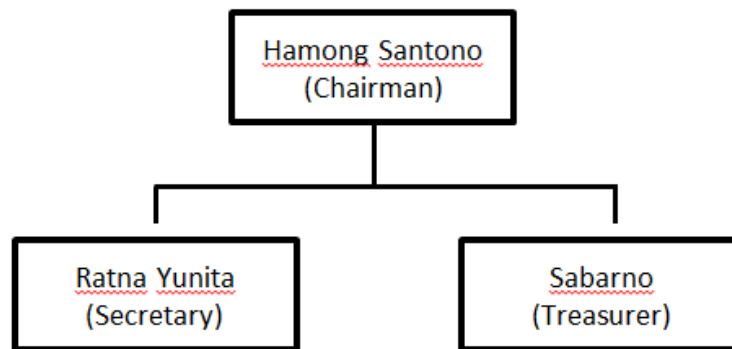 Hamong Santono
(Chairman)
Ratna Yunita
(Secretary)
Sabarno
(Treasurer)